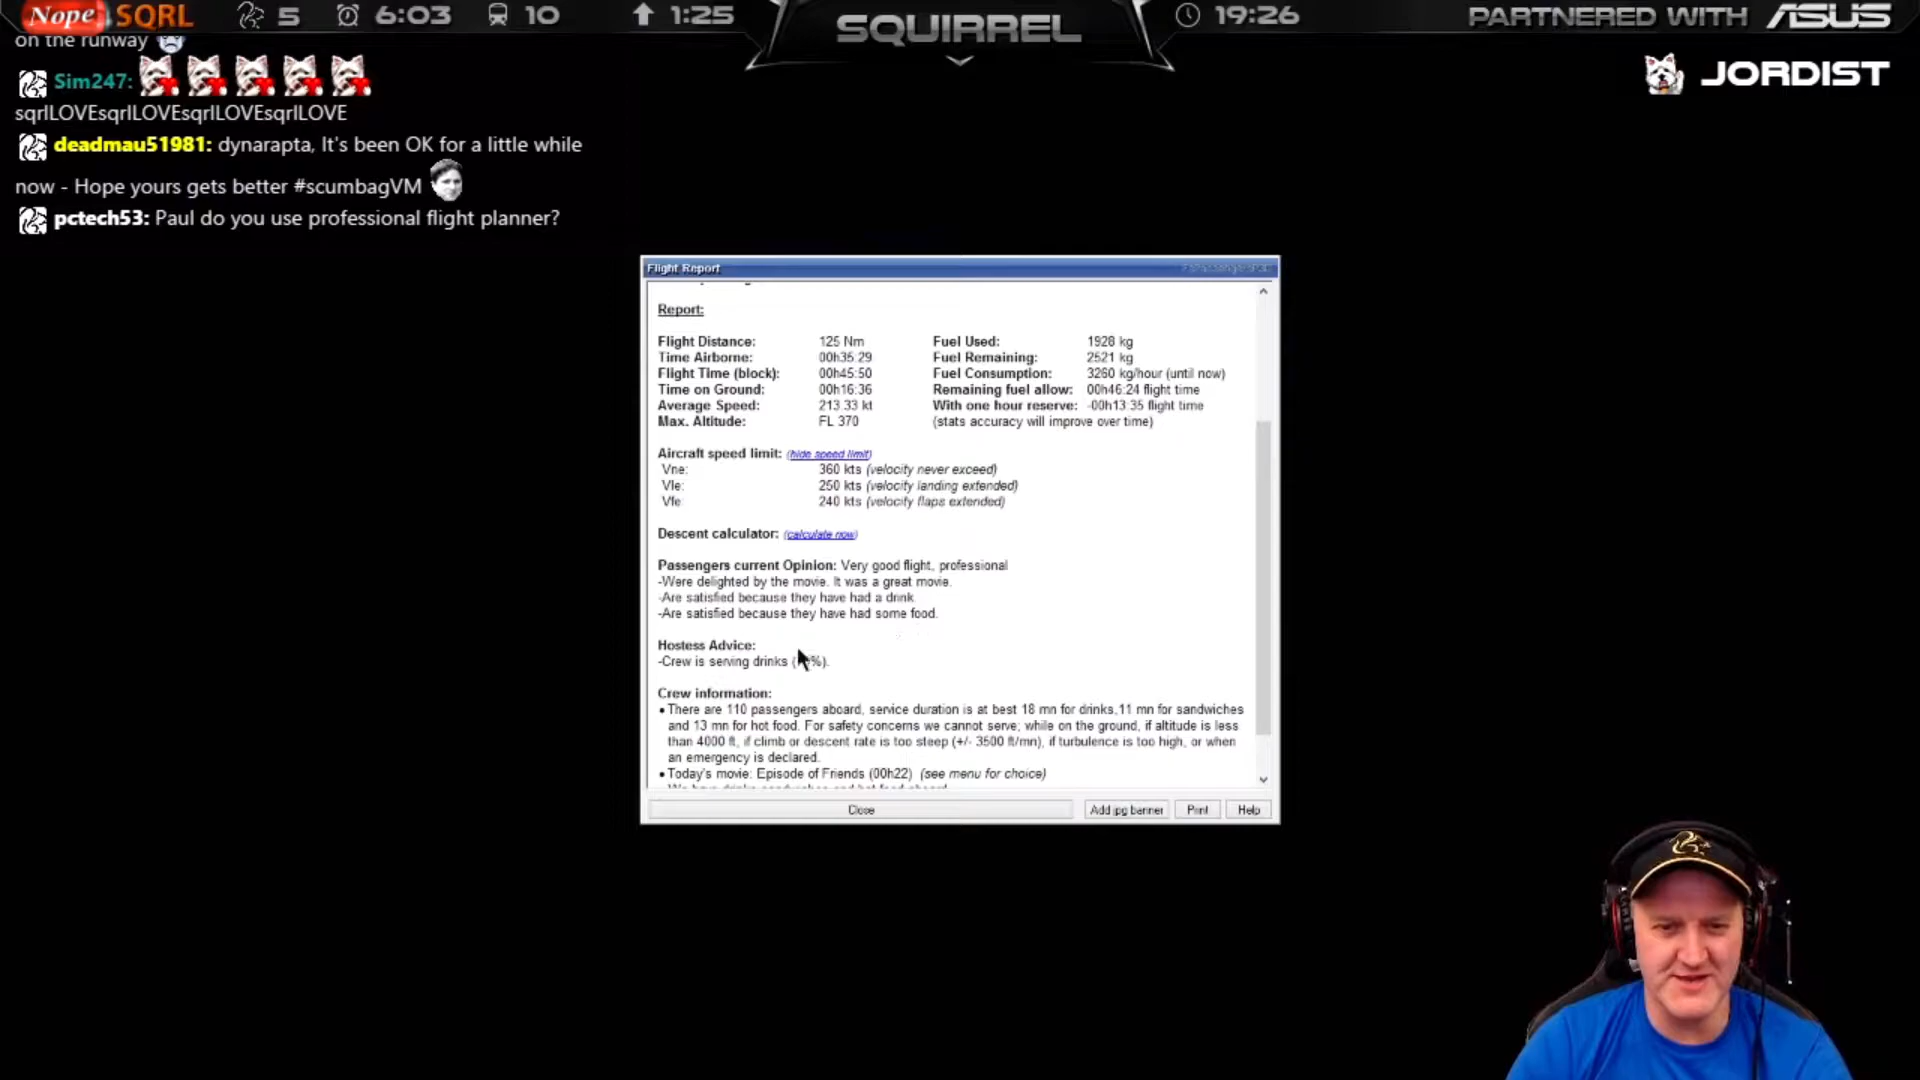 Nope SQRL 5 6:03 10 1:25 SQUIRREL 19:26 PARTNERED WITH ASUS
JORDIST
on the runway
Sim247:
sqrlLOVEsqrlLOVEsqrlLOVEsqrlLOVE
deadmau51981: dynarapta, It's been OK for a little while
now - Hope yours gets better #scumbagVM
pctech53: Paul do you use professional flight planner?
Flight Report
Report:
Flight Distance: 125 Nm Fuel Used: 1928 kg
Time Airborne: 00h35:29 Fuel Remaining: 2521 kg
Flight Time (block): 00h45:50 Fuel Consumption: 3260 kg/hour (until now)
Time on Ground: 00h16:36 Remaining fuel allow: 00h46:24 flight time
Average Speed: 213.33 kt With one hour reserve: -00h13:35 flight time
Max. Altitude: FL 370 (stats accuracy will improve over time)
Aircraft speed limit: (hide speed limit)
Vne: 360 kts (velocity never exceed)
Vle: 250 kts (velocity landing extended)
Vfe: 240 kts (velocity flaps extended)
Descent calculator: (calculate now)
Passengers current Opinion: Very good flight, professional
-Were delighted by the movie. It was a great movie.
-Are satisfied because they have had a drink.
-Are satisfied because they have had some food.
Hostess Advice:
-Crew is serving drinks
Crew information:
• There are 110 passengers aboard, service duration is at best 18 mn for drinks,11 mn for sandwiches
and 13 mn for hot food. For safety concerns we cannot serve; while on the ground, if altitude is less
than 4000 ft, if climb or descent rate is too steep (+/- 3500 ft/mn), if turbulence is too high, or when
an emergency is declared.
• Today's movie: Episode of Friends (00h22) (see menu for choice)
Close Add jpg banner Print Help